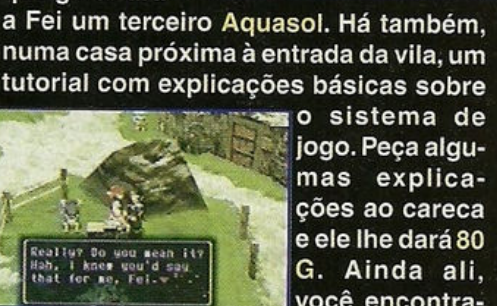 a Fei um terceiro Aquasol. Há também,
numa casa próxima à entrada da vila, um
tutorial com explicações básicas sobre
o sistema de
jogo. Peça algu-
mas explica-
ções ao careca
e ele lhe dará 80
G. Ainda ali,
você encontra-
Really? Do you mean it?
Hah, I knew you'd say
that for me, Fei.